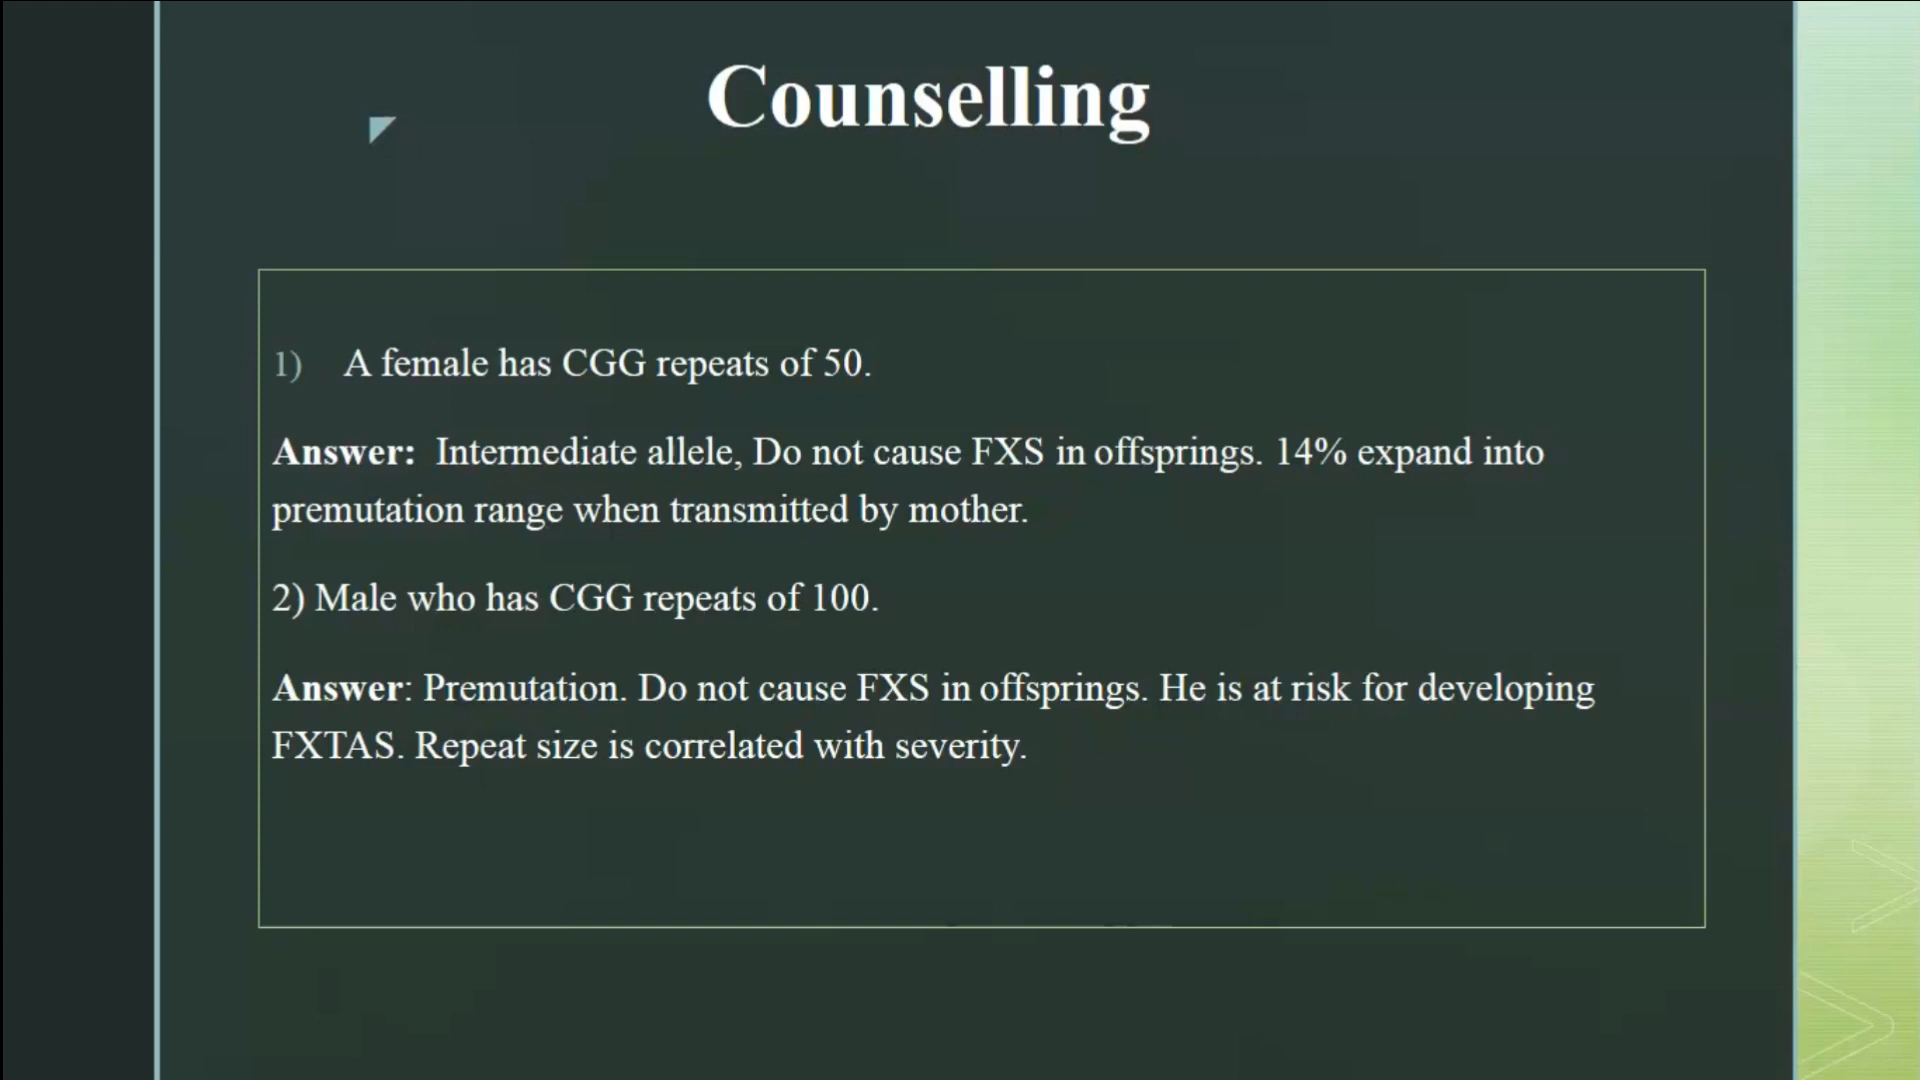 Counselling
1) A female has CGG repeats of 50.
Answer: Intermediate allele, Do not cause FXS in offsprings. 14% expand into
premutation range when transmitted by mother.
2) Male who has CGG repeats of 100.
Answer: Premutation. Do not cause FXS in offsprings. He is at risk for developing
FXTAS. Repeat size is correlated with severity.